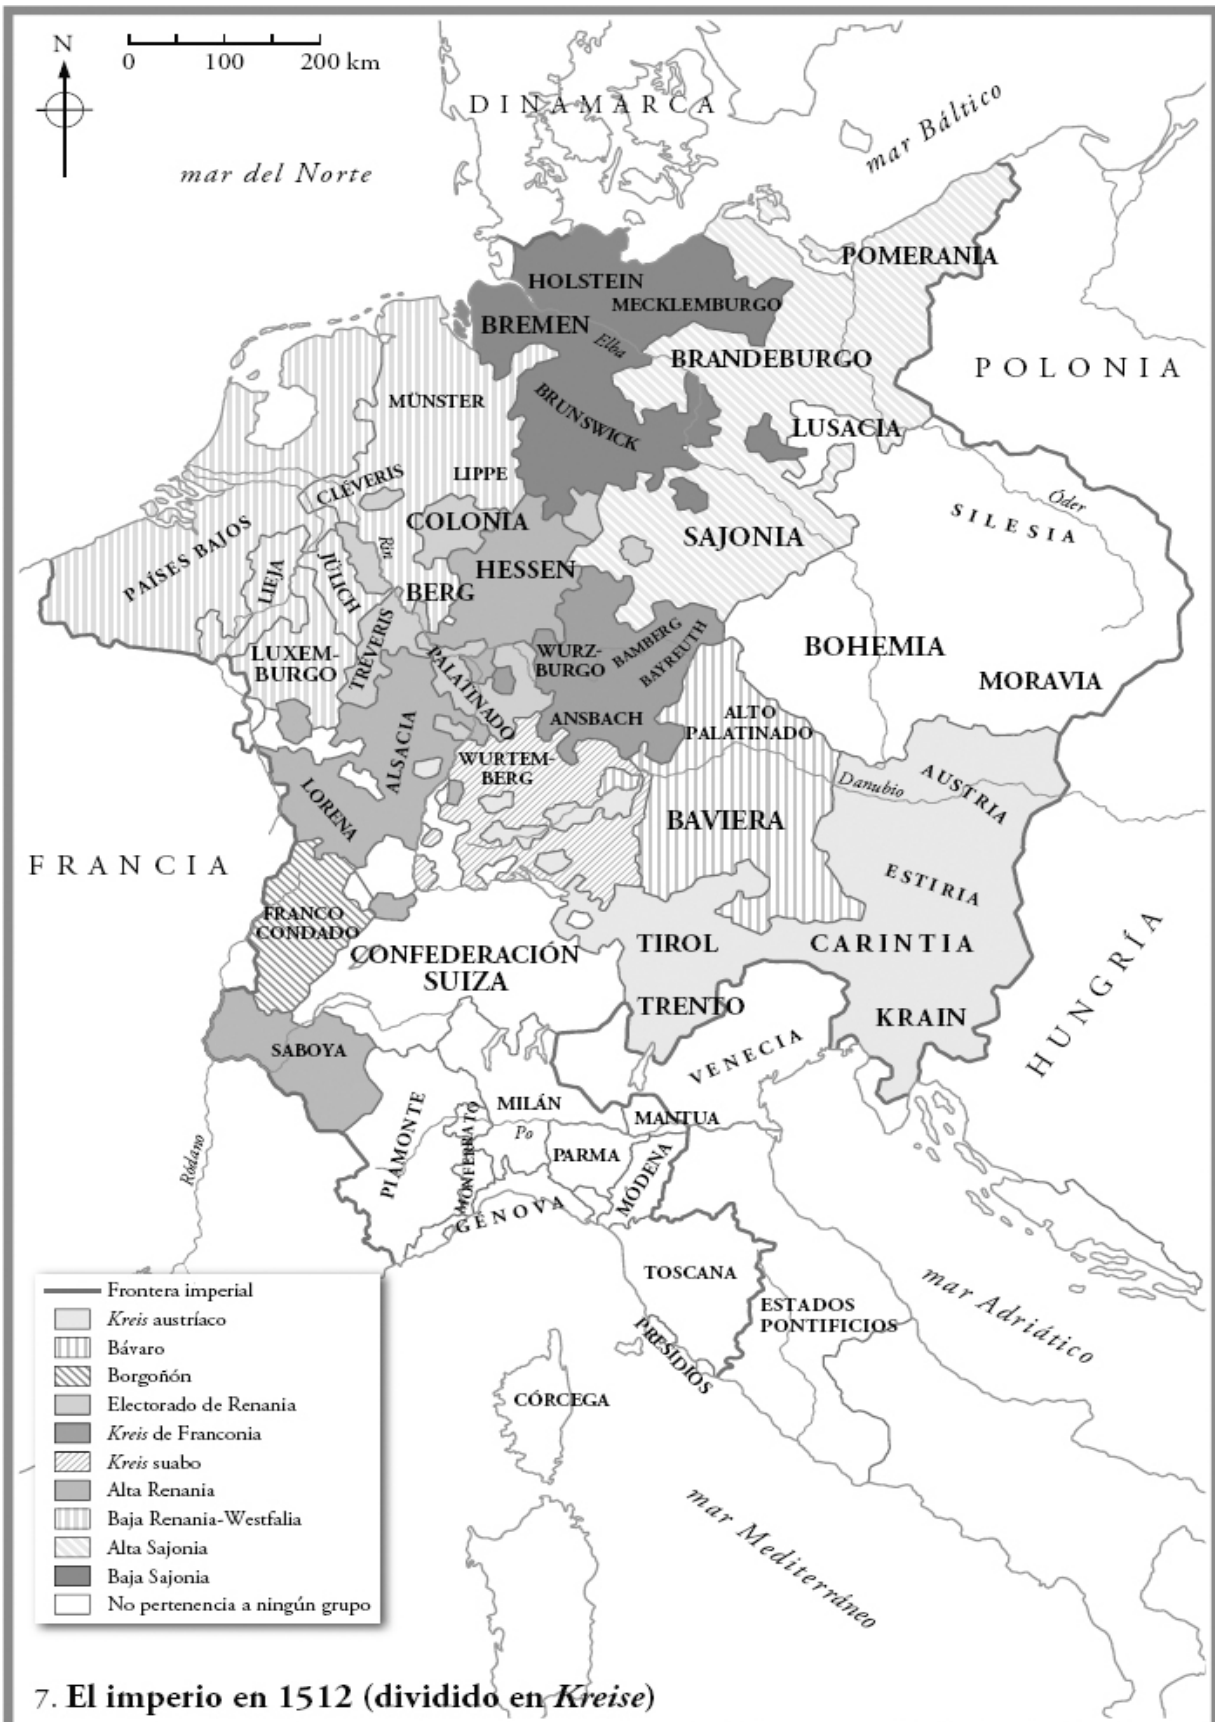 N
0 100 200 km
DINAMARCA
mar Báltico
mar del Norte
POMERANIA
HOLSTEIN
MECKLEMBURGO
BREMEN
Elba
BRANDEBURGO
POLONIA
MÜNSTER
BRUNSWICK
LUSACIA
LIPPE
CLÉVERIS
Óder
COLONIA
SILESIA
PAÍSES BAJOS
Rin
SAJONIA
LIEJA
JÜLICH
HESSEN
BERG
LUXEM-
BURGO
TRÉVERIS
PALATINADO
WURZ-
BURGO
BAMBERG
BAYREUTH
BOHEMIA
MORAVIA
ANSBACH
ALTO
PALATINADO
ALSACIA
WURTEM-
BERG
Danubio
AUSTRIA
LORENA
BAVIERA
FRANCIA
ESTIRIA
FRANCO
CONDADO
CONFEDERACIÓN
SUIZA
TIROL
CARINTIA
HUNGRÍA
TRENTO
KRAIN
SABOYA
VENECIA
MILÁN
MANTUA
PIAMONTE
MONFERRATO
Po
PARMA
MÓDENA
Ródano
GÉNOVA
TOSCANA
mar Adriático
ESTADOS
PONTIFICIOS
PRESIDIOS
CÓRCEGA
mar Mediterráneo
Frontera imperial
Kreis austríaco
Bávaro
Borgoñón
Electorado de Renania
Kreis de Franconia
Kreis suabo
Alta Renania
Baja Renania-Westfalia
Alta Sajonia
Baja Sajonia
No pertenencia a ningún grupo
7. El imperio en 1512 (dividido en Kreise)